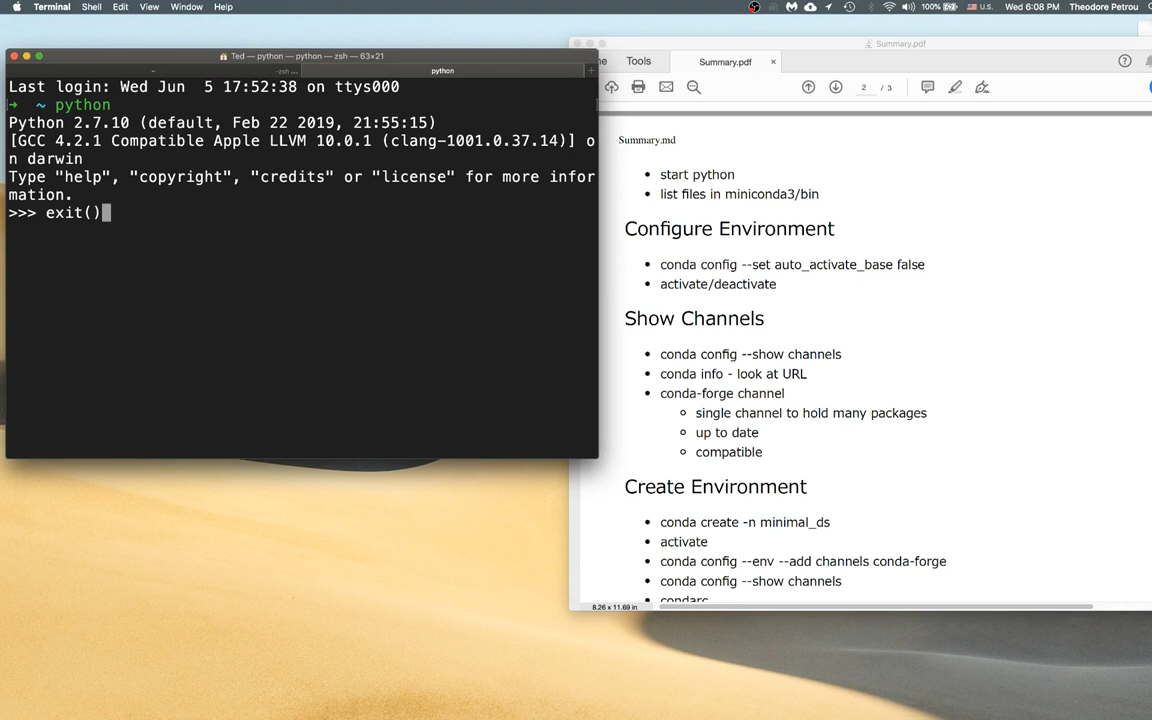 Terminal Shell Edit View Window Help 100% U.S. Wed 6:08 PM Theodore Petrou
Ted — python — python — zsh — 63×21
~ -zsh ... python +
Last login: Wed Jun  5 17:52:38 on ttys000
➜ ~ python
Python 2.7.10 (default, Feb 22 2019, 21:55:15)
[GCC 4.2.1 Compatible Apple LLVM 10.0.1 (clang-1001.0.37.14)] o
n darwin
Type "help", "copyright", "credits" or "license" for more infor
mation.
>>> exit()
Summary.pdf
me Tools Summary.pdf ×
2 / 3
Summary.md
• start python
• list files in miniconda3/bin
Configure Environment
• conda config --set auto_activate_base false
• activate/deactivate
Show Channels
• conda config --show channels
• conda info - look at URL
• conda-forge channel
◦ single channel to hold many packages
◦ up to date
◦ compatible
Create Environment
• conda create -n minimal_ds
• activate
• conda config --env --add channels conda-forge
• conda config --show channels
• condarc
8.26 x 11.69 in